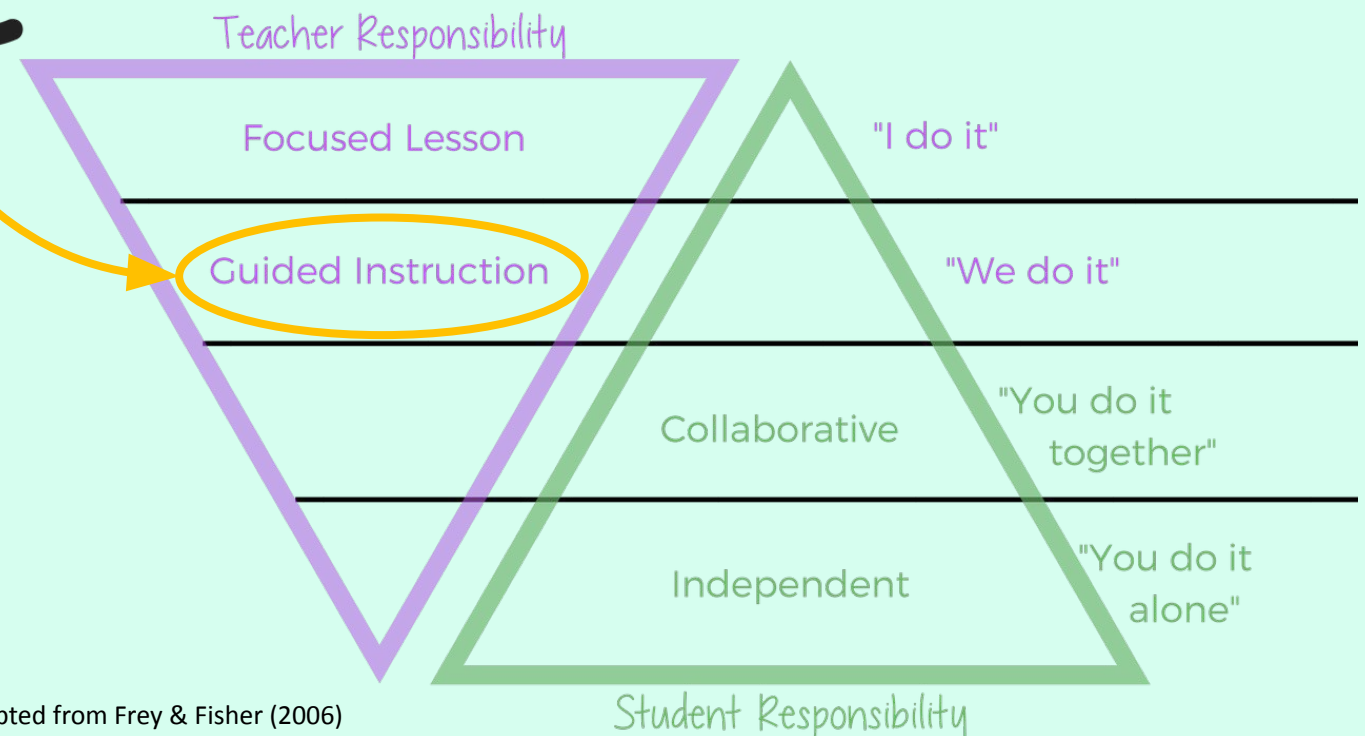 Teacher Responsibility
Focused Lesson
"I do it"
Guided Instruction
"We do it"
Collaborative
"You do it
together"
Independent
"You do it
alone"
from Frey & Fisher (2006)
Student Responsibility